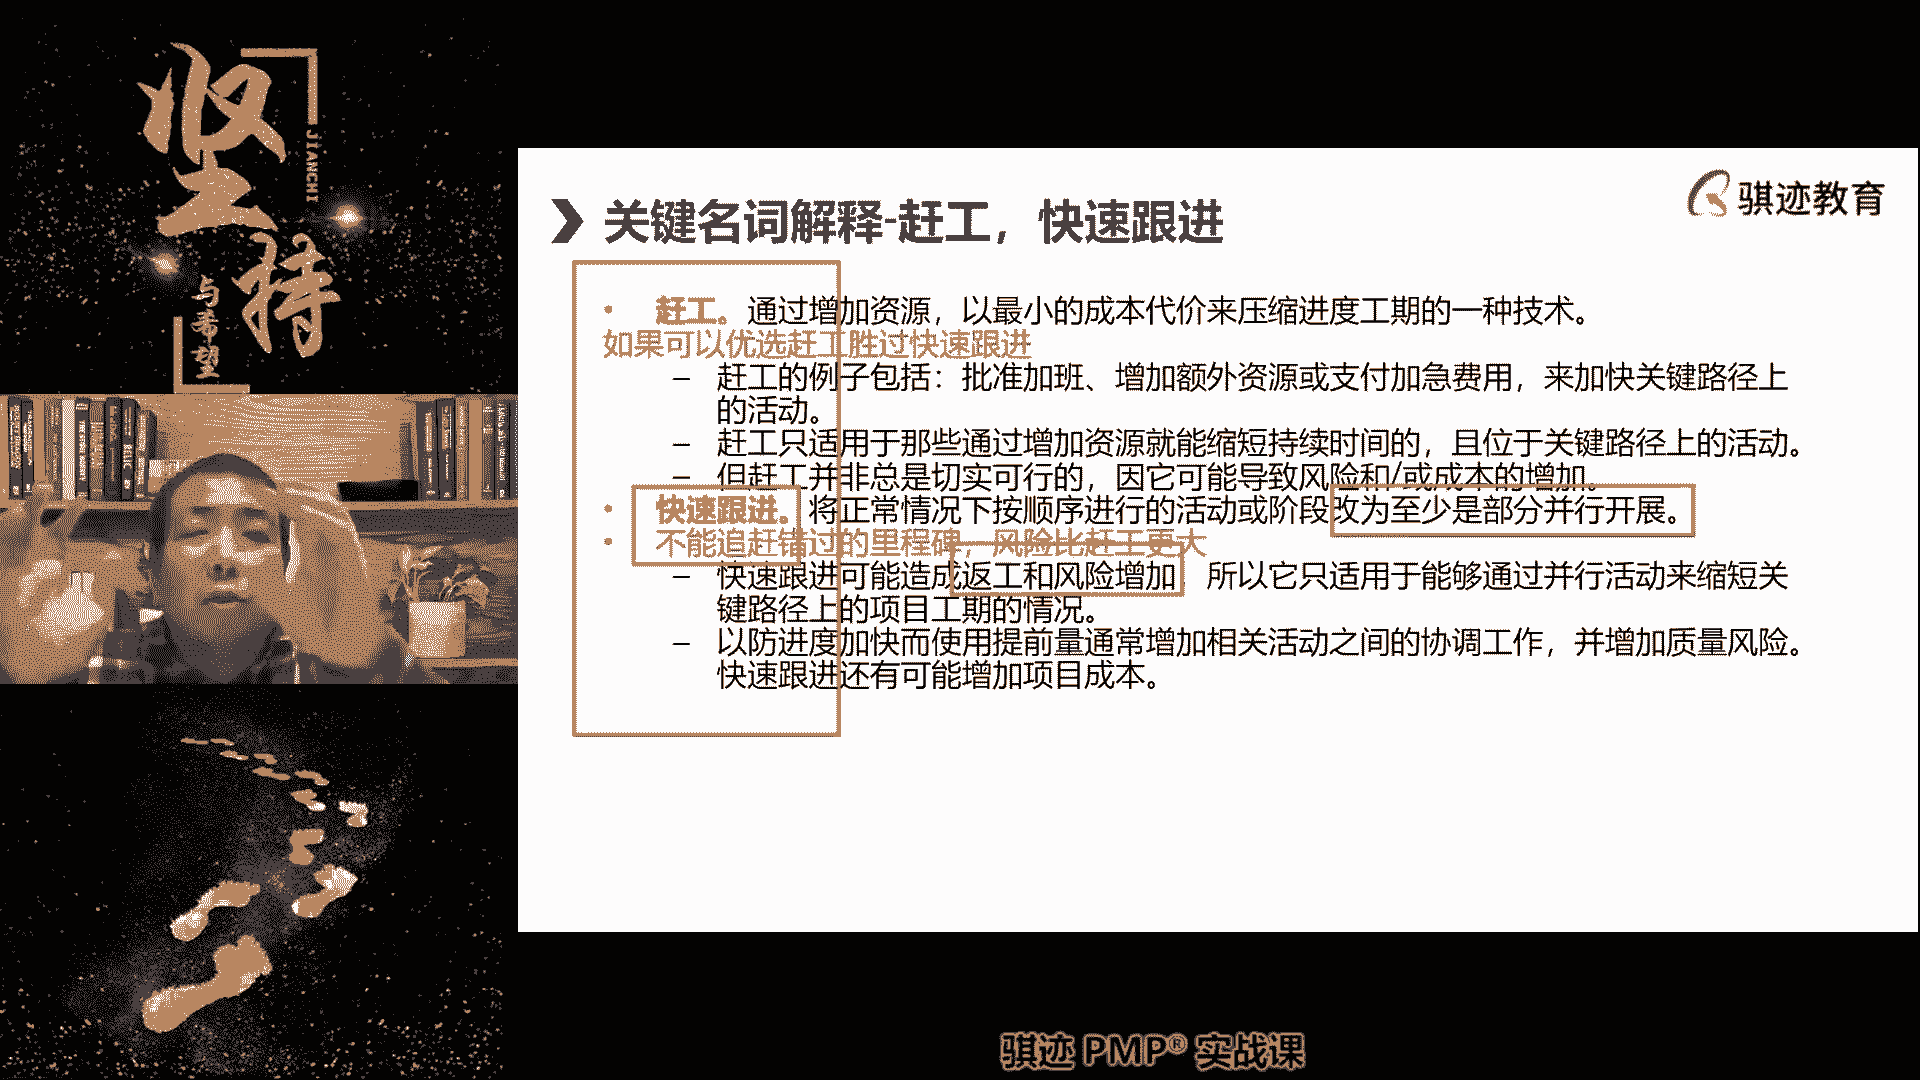 坚持
JIANCHI
与希望
骐迹教育
关键名词解释-赶工，快速跟进
• 赶工。通过增加资源，以最小的成本代价来压缩进度工期的一种技术。
如果可以优选赶工胜过快速跟进
– 赶工的例子包括：批准加班、增加额外资源或支付加急费用，来加快关键路径上
的活动。
– 赶工只适用于那些通过增加资源就能缩短持续时间的，且位于关键路径上的活动。
– 但赶工并非总是切实可行的，因它可能导致风险和/或成本的增加。
• 快速跟进。将正常情况下按顺序进行的活动或阶段改为至少是部分并行开展。
• 不能追赶错过的里程碑，风险比赶工更大
– 快速跟进可能造成返工和风险增加，所以它只适用于能够通过并行活动来缩短关
键路径上的项目工期的情况。
– 以防进度加快而使用提前量通常增加相关活动之间的协调工作，并增加质量风险。
快速跟进还有可能增加项目成本。
骐迹 PMP® 实战课